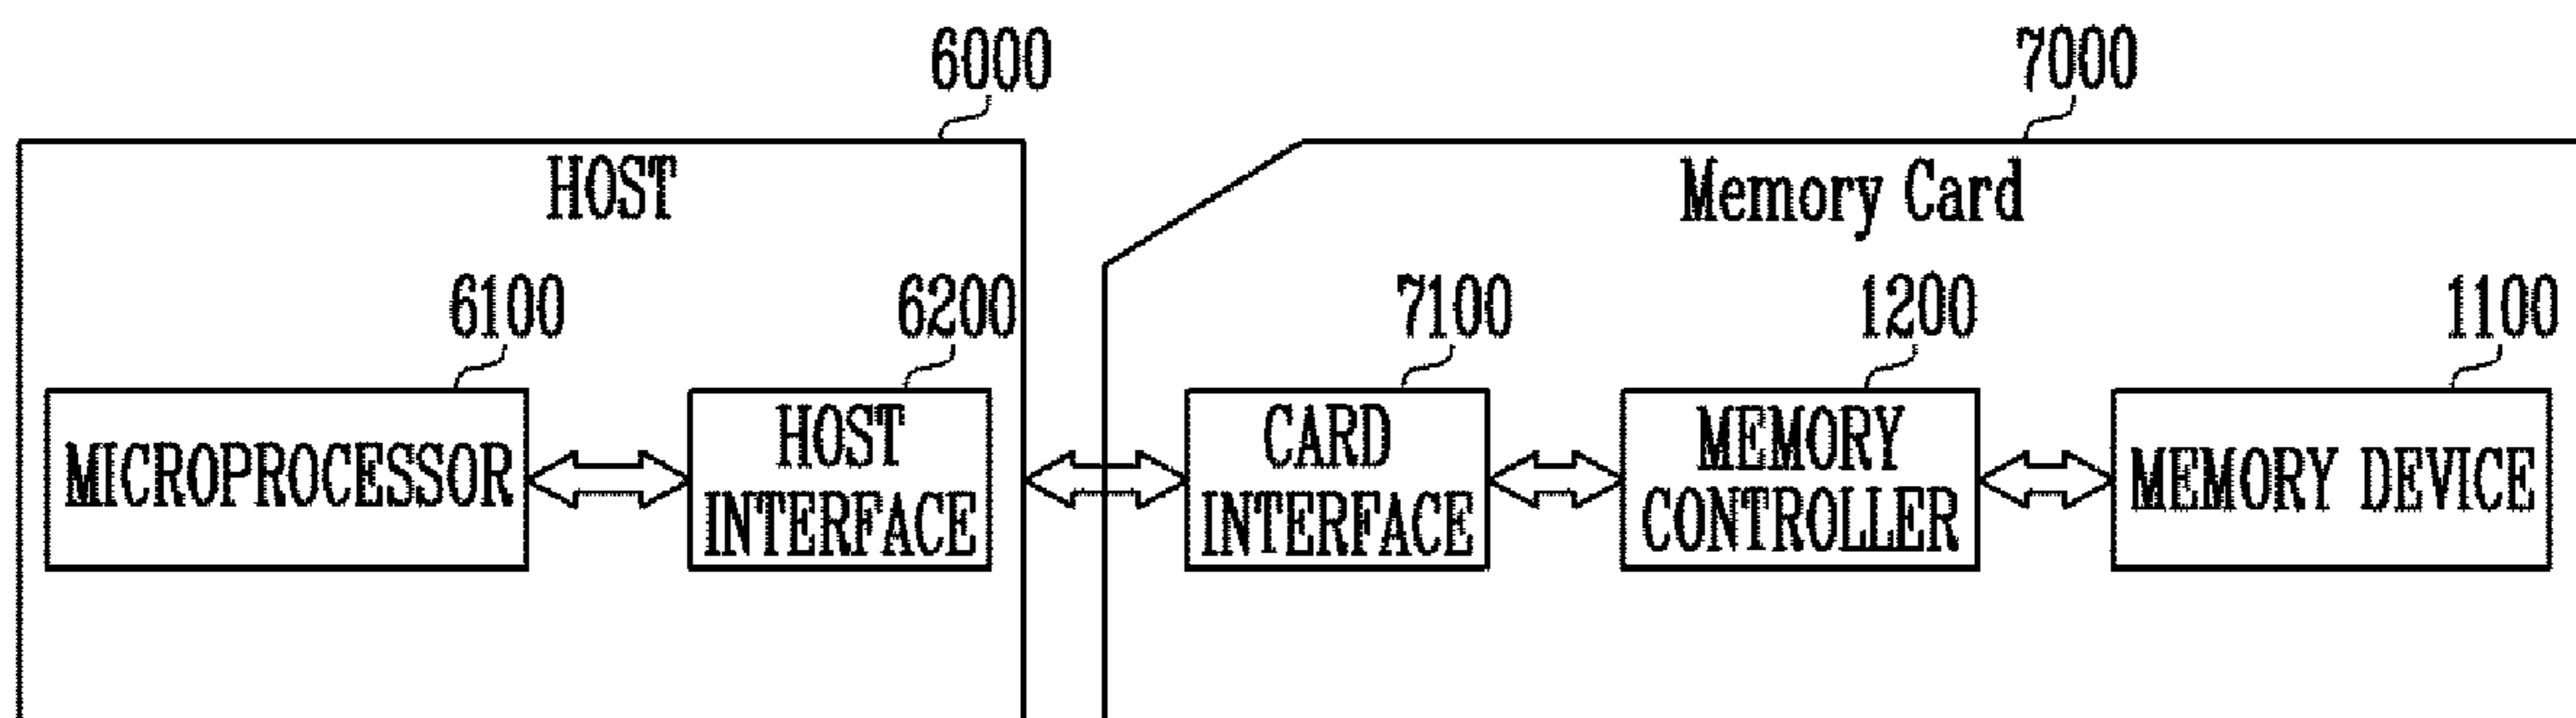 6000
7000
HOST
Memory Card
6100
6200
7100
1200
1100
MICROPROCESSOR
HOST
INTERFACE
CARD
INTERFACE
MEMORY
CONTROLLER
MEMORY DEVICE